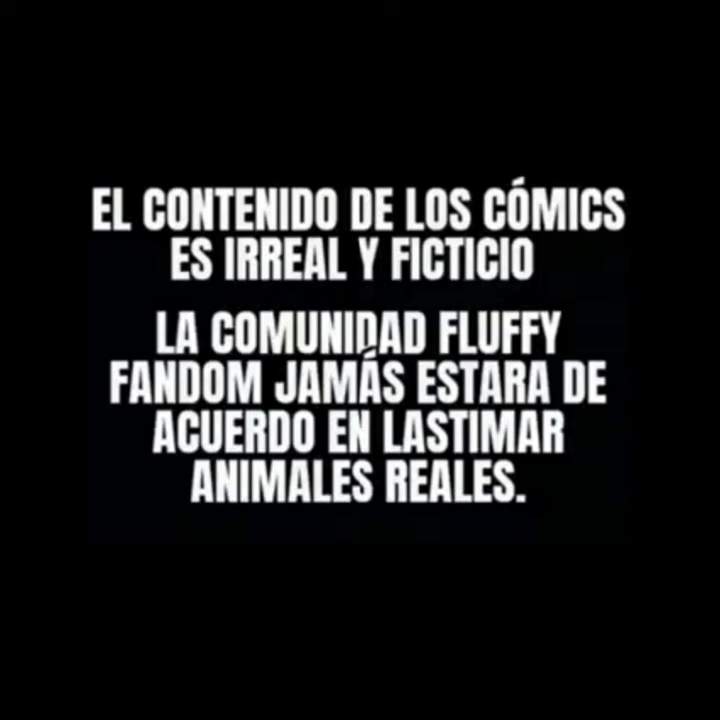 EL CONTENIDO DE LOS CÓMICS
ES IRREAL Y FICTICIO
LA COMUNIDAD FLUFFY
FANDOM JAMÁS ESTARA DE
ACUERDO EN LASTIMAR
ANIMALES REALES.